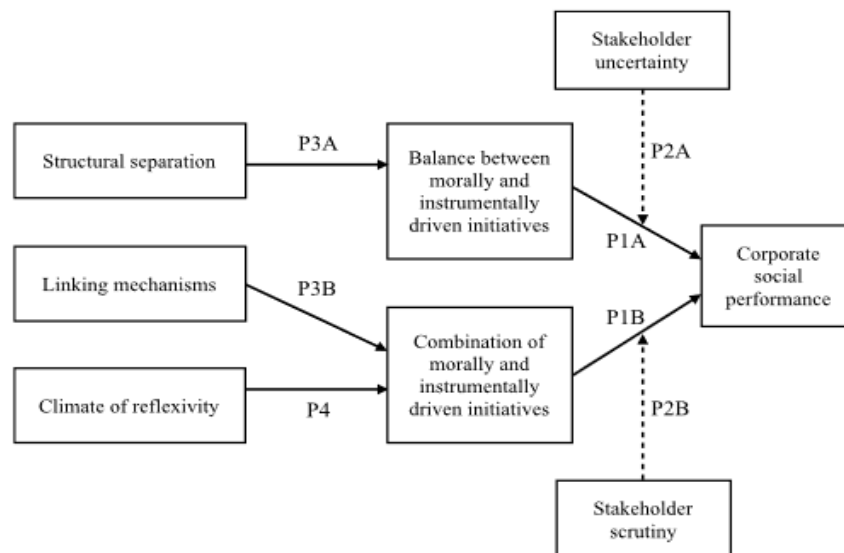 Stakeholder
uncertainty
P3A
P2A
Structural separation
Balance between
morally and
instrumentally
driven initiatives
P1A
Corporate
social
performance
Linking mechanisms
P3B
P1B
Combination of
morally and
instrumentally
driven initiatives
Climate of reflexivity
P4
P2B
Stakeholder
scrutiny